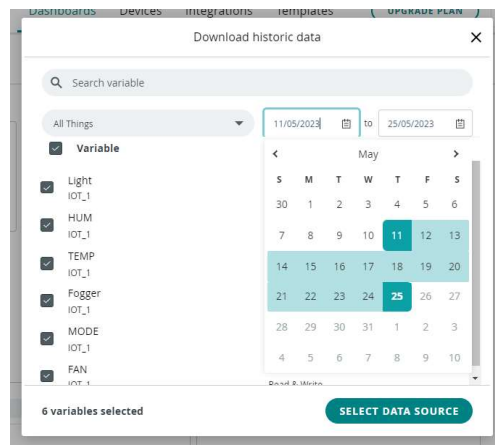 Dashboards Devices Integrations Templates UPGRADE PLAN
Download historic data
Search variable
All Things 11/05/2023 to 25/05/2023
Variable
Light
IOT_1
HUM
IOT_1
TEMP
IOT_1
Fogger
IOT_1
MODE
IOT_1
FAN
IOT_1
May
S M T W T F S
30 1 2 3 4 5 6
7 8 9 10 11 12 13
14 15 16 17 18 19 20
21 22 23 24 25 26 27
28 29 30 31 1 2 3
4 5 6 7 8 9 10
Read & Write
6 variables selected SELECT DATA SOURCE